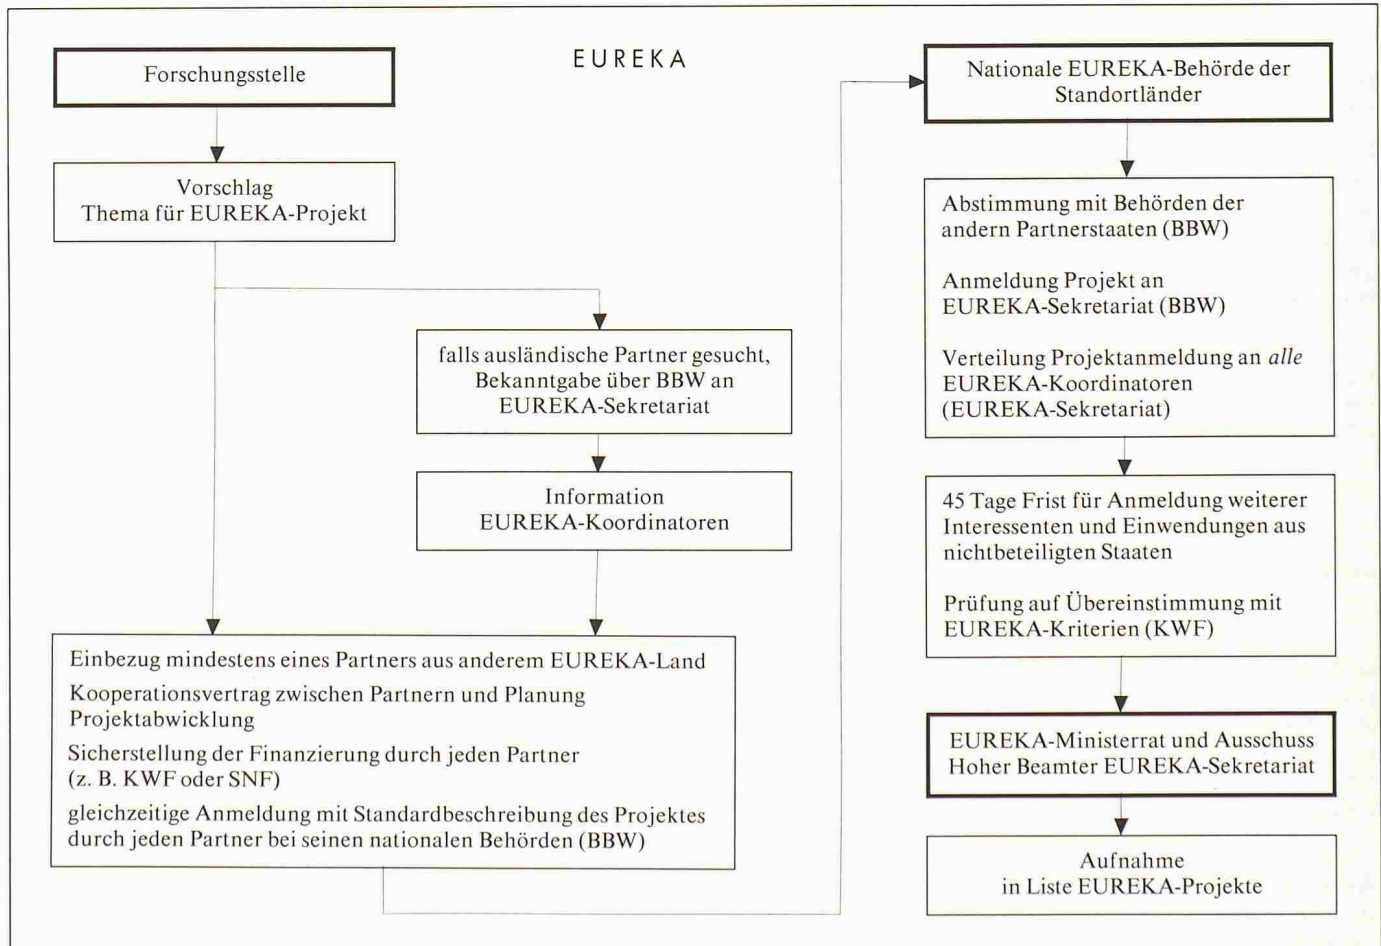 EUREKA
Forschungsstelle
Vorschlag
Thema für EUREKA-Projekt
falls ausländische Partner gesucht,
Bekanntgabe über BBW an
EUREKA-Sekretariat
Information
EUREKA-Koordinatoren
Einbezug mindestens eines Partners aus anderem EUREKA-Land
Kooperationsvertrag zwischen Partnern und Planung
Projektabwicklung
Sicherstellung der Finanzierung durch jeden Partner
(z. B. KWF oder SNF)
gleichzeitige Anmeldung mit Standardbeschreibung des Projektes
durch jeden Partner bei seinen nationalen Behörden (BBW)
Nationale EUREKA-Behörde der
Standortländer
Abstimmung mit Behörden der
andern Partnerstaaten (BBW)
Anmeldung Projekt an
EUREKA-Sekretariat (BBW)
Verteilung Projektanmeldung an alle
EUREKA-Koordinatoren
(EUREKA-Sekretariat)
45 Tage Frist für Anmeldung weiterer
Interessenten und Einwendungen aus
nichtbeteiligten Staaten
Prüfung auf Übereinstimmung mit
EUREKA-Kriterien (KWF)
EUREKA-Ministerrat und Ausschuss
Hoher Beamter EUREKA-Sekretariat
Aufnahme
in Liste EUREKA-Projekte